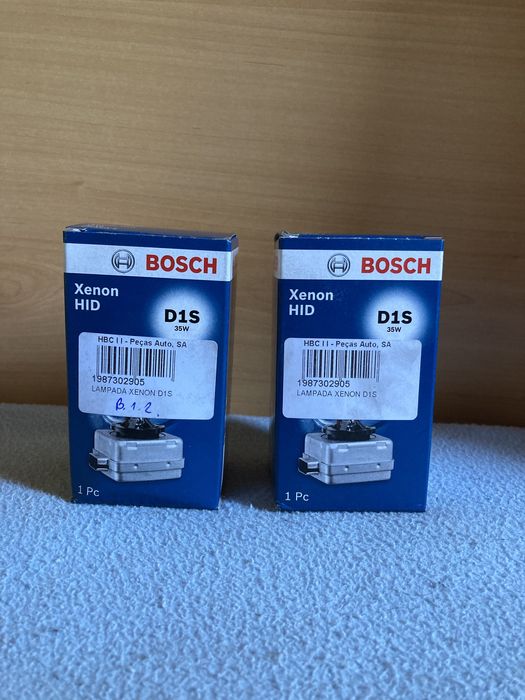 BOSCH
Xenon
HID
D1S
35W
HBC I I - Peças Auto, SA
1987302905
LAMPADA XENON D1S
B.1.2.
1 Pc
BOSCH
Xenon
HID
D1S
35W
HBC I I - Peças Auto, SA
1987302905
LAMPADA XENON D1S
1 Pc